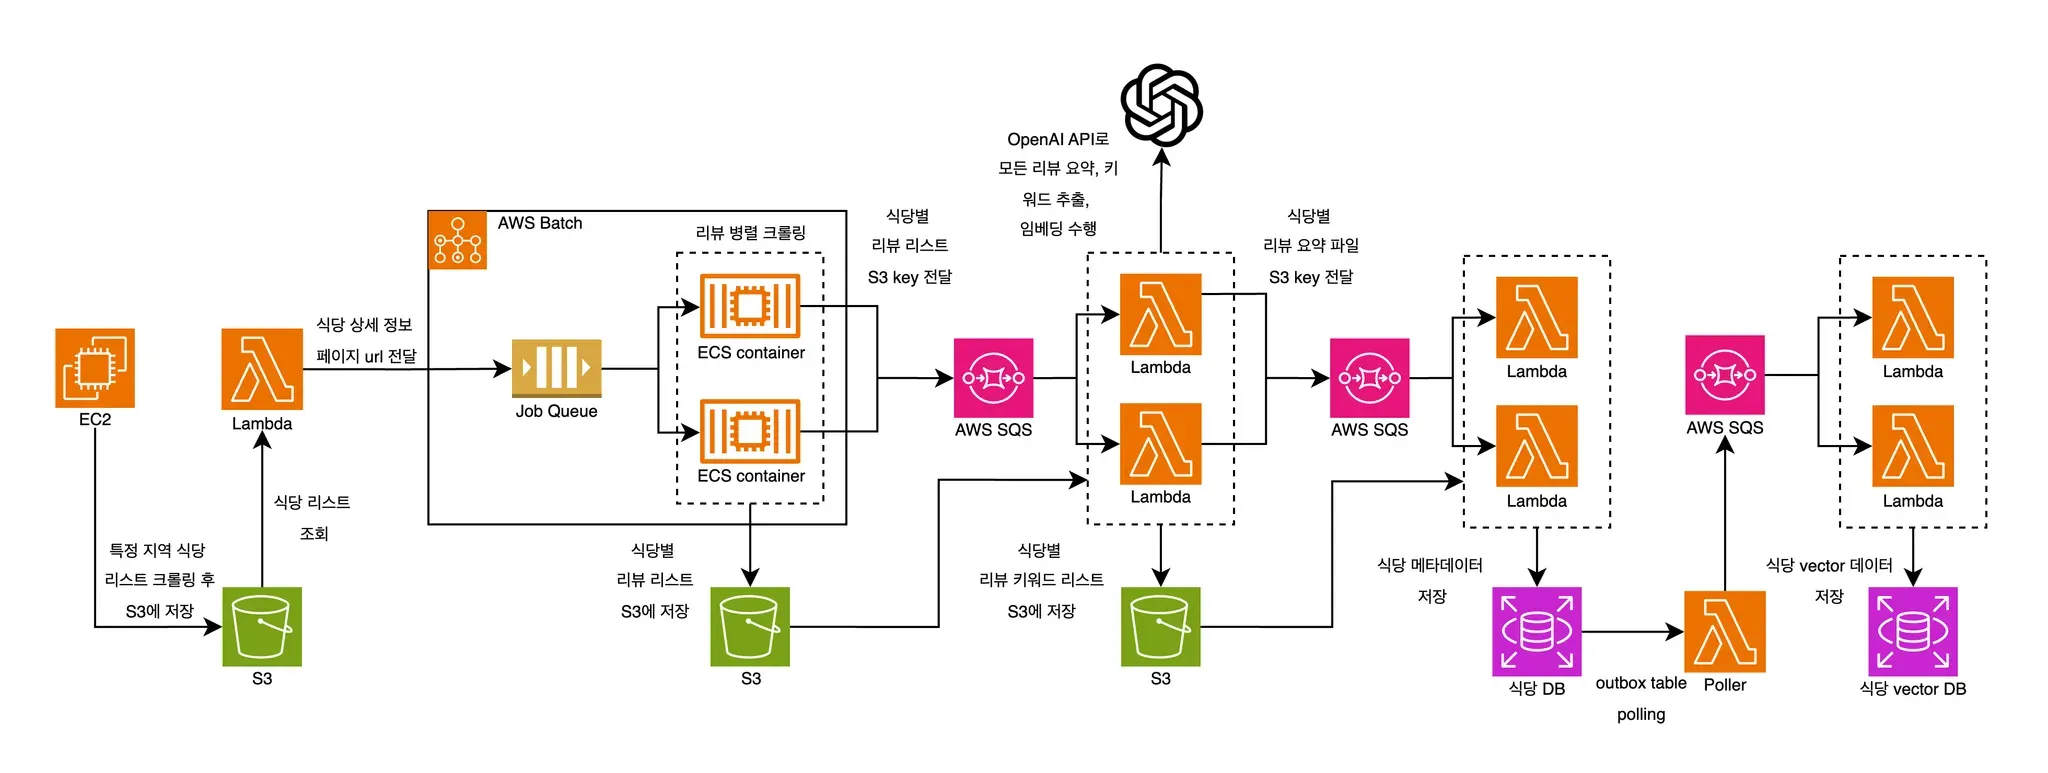 OpenAI API로
모든 리뷰 요약, 키
워드 추출,
임베딩 수행
AWS Batch
리뷰 병렬 크롤링
식당별
리뷰 리스트
S3 key 전달
식당별
리뷰 요약 파일
S3 key 전달
식당 상세 정보
페이지 url 전달
EC2
Lambda
Job Queue
ECS container
ECS container
AWS SQS
Lambda
Lambda
AWS SQS
Lambda
Lambda
AWS SQS
Lambda
Lambda
식당 리스트
조회
특정 지역 식당
리스트 크롤링 후
S3에 저장
S3
식당별
리뷰 리스트
S3에 저장
S3
식당별
리뷰 키워드 리스트
S3에 저장
S3
식당 메타데이터
저장
식당 DB
outbox table
polling
Poller
식당 vector 데이터
저장
식당 vector DB